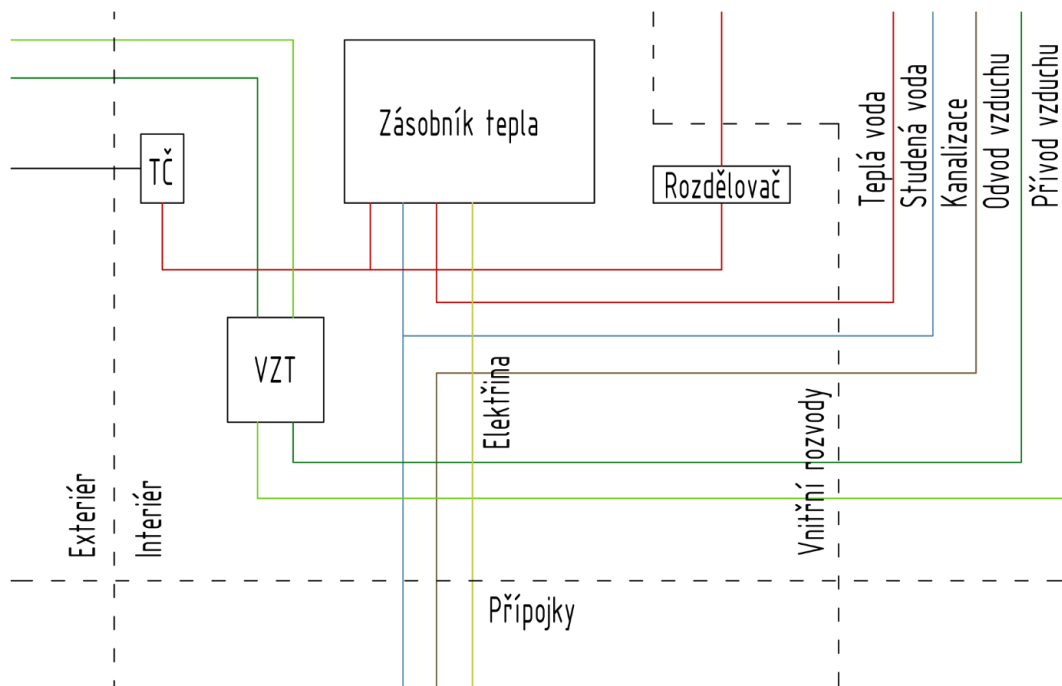 Zásobník tepla
TČ
Rozdělovač
Teplá voda
Studená voda
Kanalizace
Odvod vzduchu
Přívod vzduchu
VZT
Elektřina
Vnitřní rozvody
Exteriér
Interiér
Přípojky